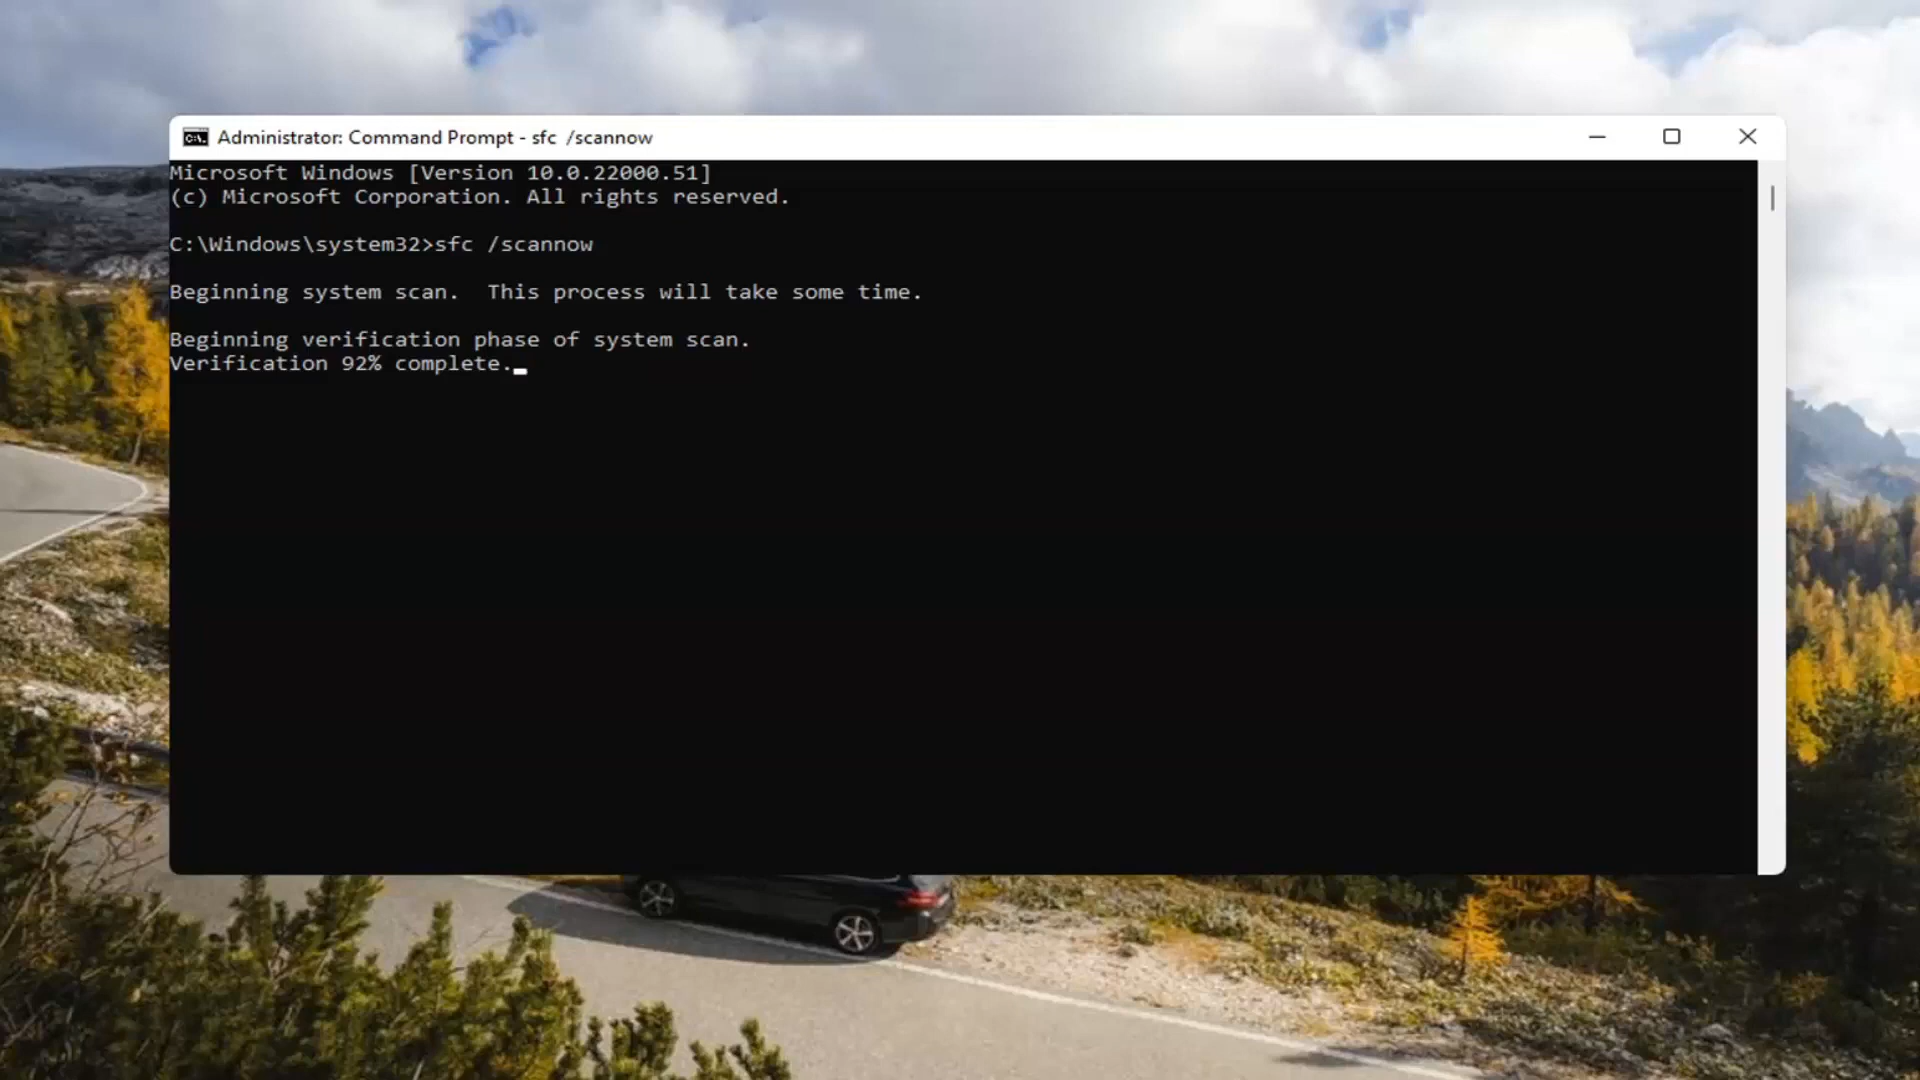 Administrator: Command Prompt - sfc  /scannow
Microsoft Windows [Version 10.0.22000.51]
(c) Microsoft Corporation. All rights reserved.
C:\Windows\system32>sfc /scannow
Beginning system scan.  This process will take some time.
Beginning verification phase of system scan.
Verification 92% complete.